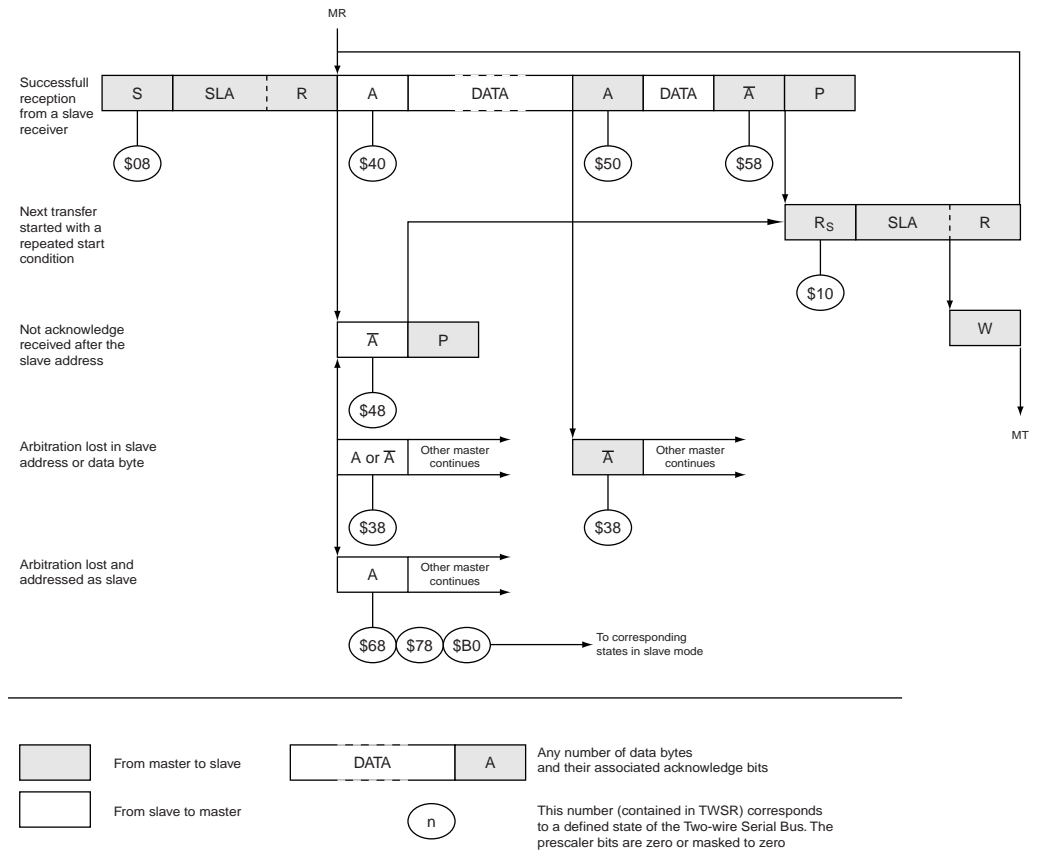 MR
Successfull
reception
from a slave
receiver
S SLA R A DATA A DATA A̅ P
$08 $40 $50 $58
Next transfer
started with a
repeated start
condition
RS SLA R
$10
Not acknowledge
received after the
slave address
A̅ P
W
$48
MT
Arbitration lost in slave
address or data byte
A or A̅
Other master
continues
A̅
Other master
continues
$38 $38
Arbitration lost and
addressed as slave
A
Other master
continues
$68 $78 $B0
To corresponding
states in slave mode
From master to slave
DATA A
Any number of data bytes
and their associated acknowledge bits
From slave to master
n
This number (contained in TWSR) corresponds
to a defined state of the Two-wire Serial Bus. The
prescaler bits are zero or masked to zero